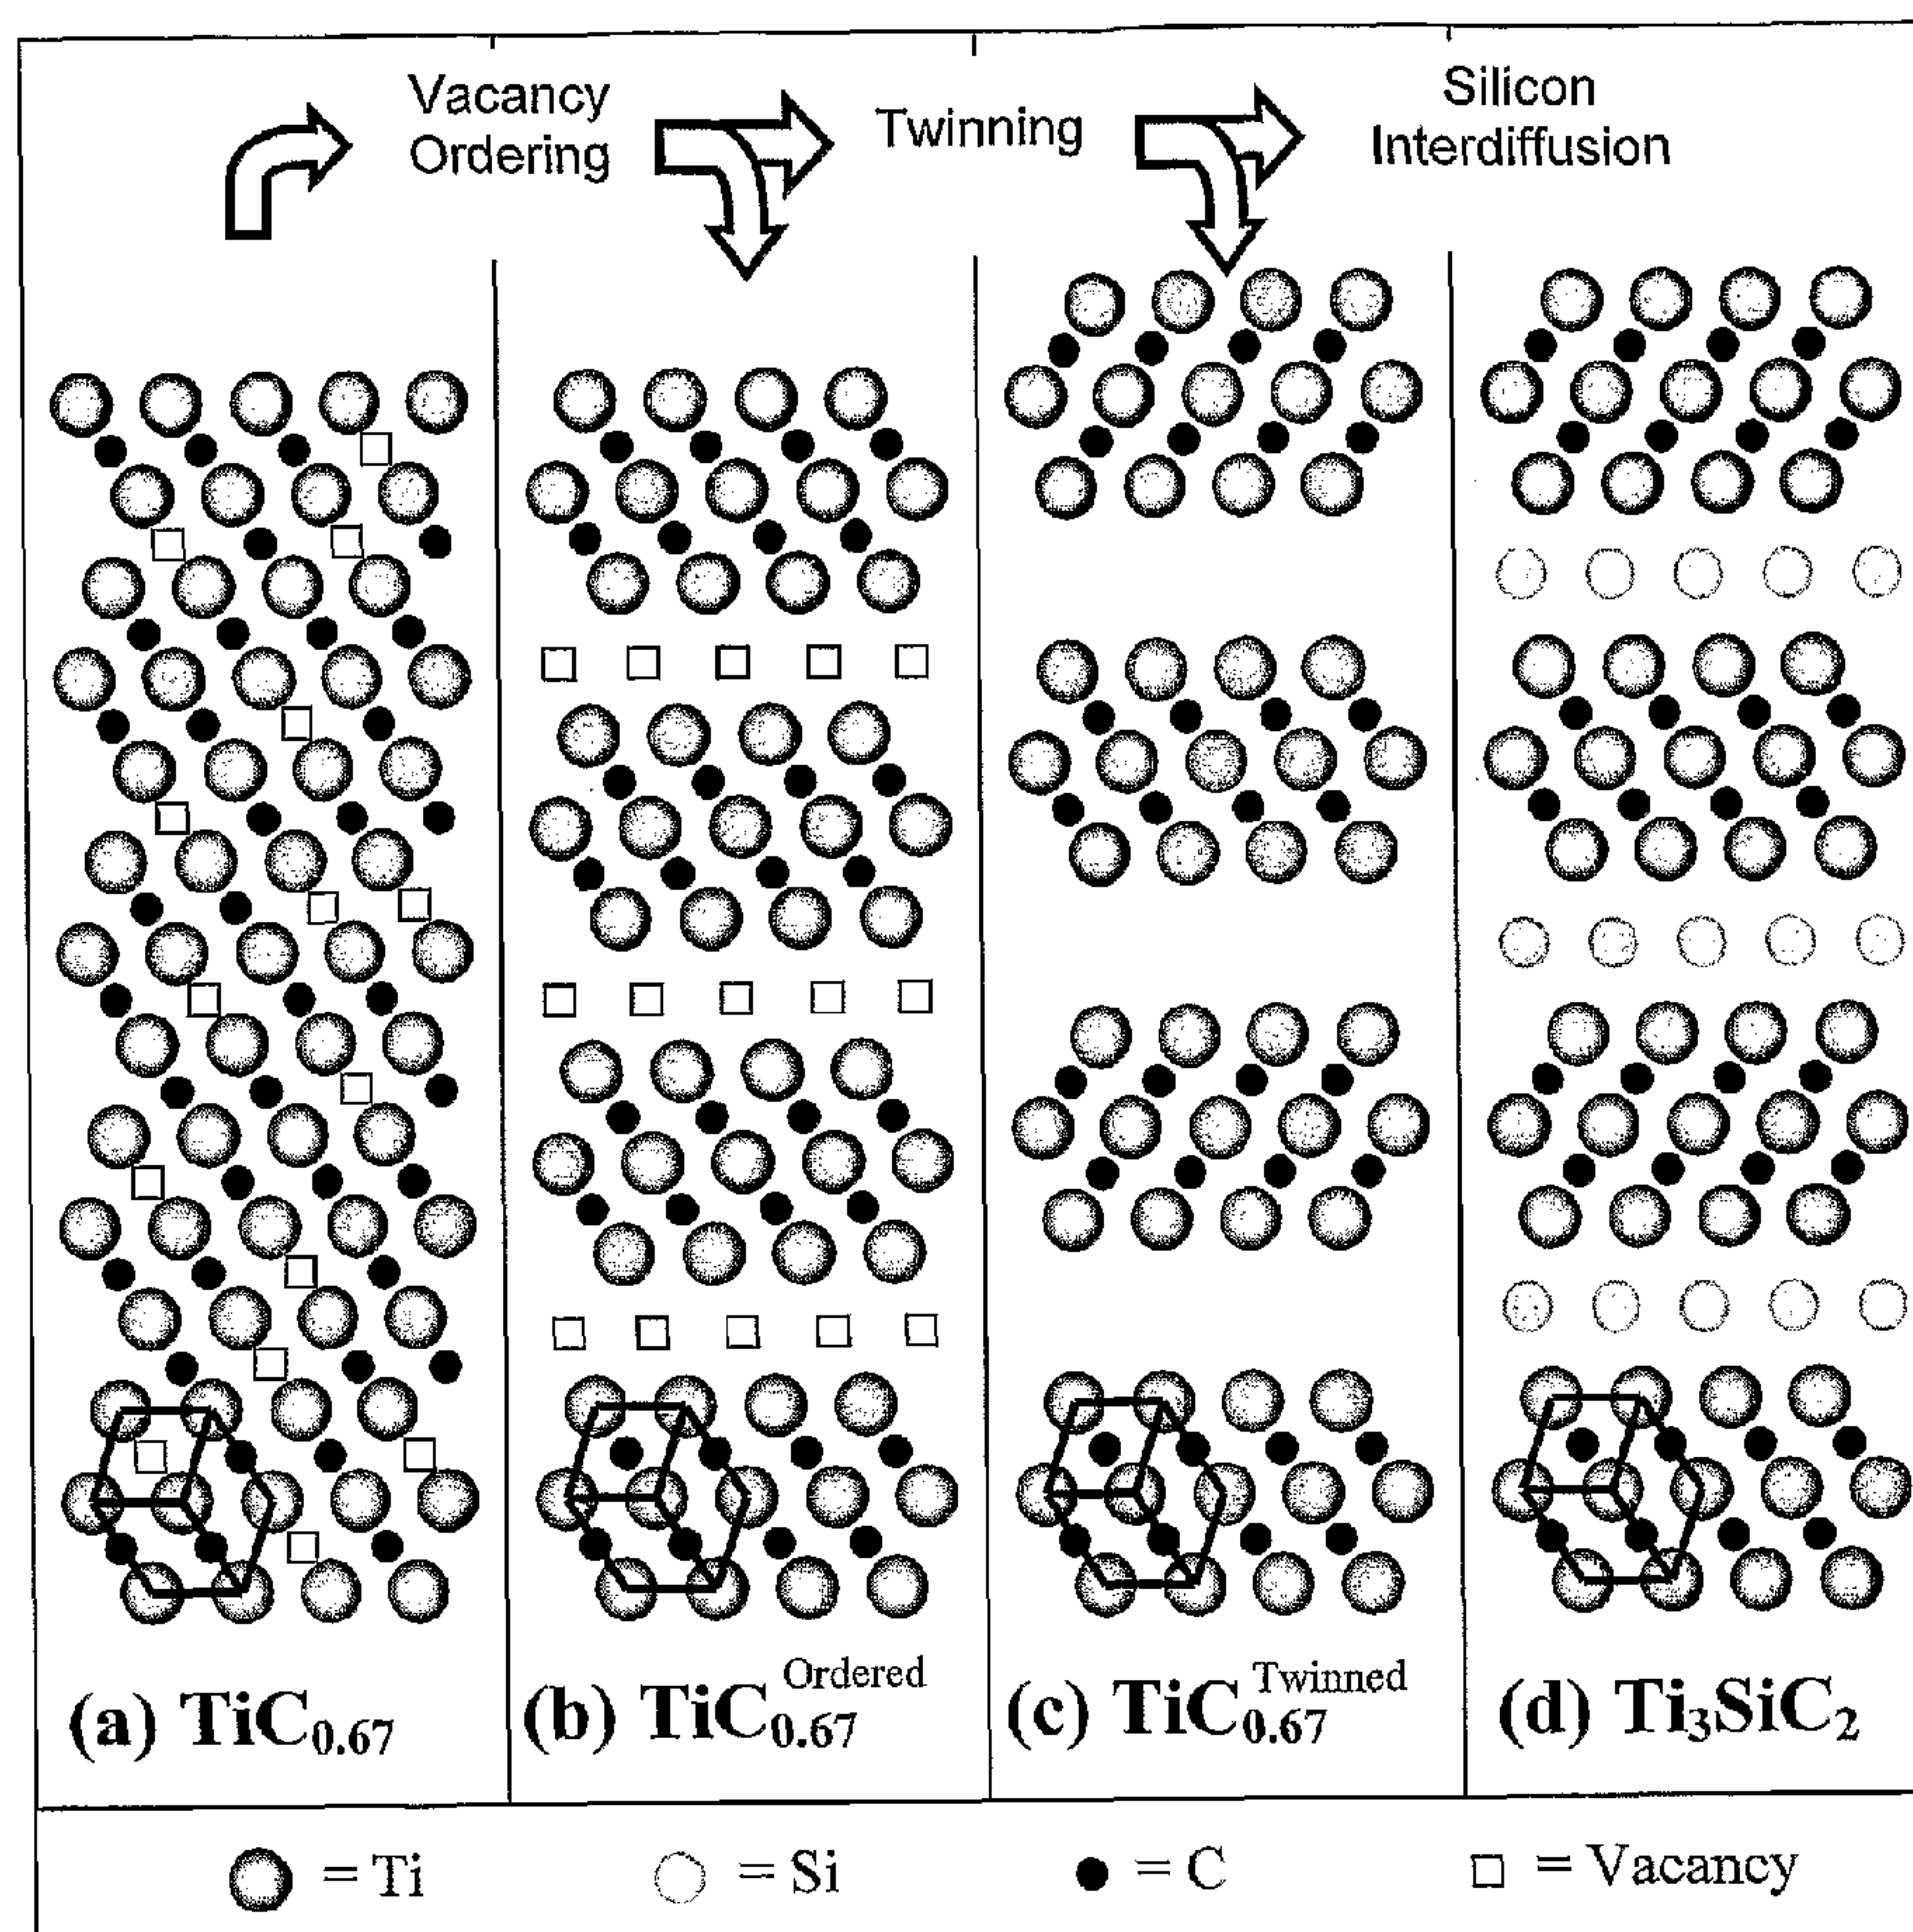 Vacancy
Ordering
Twinning
Silicon
Interdiffusion
(a) TiC0.67
(b) TiC0.67 Ordered
(c) TiC0.67 Twinned
(d) Ti3SiC2
= Ti
= Si
= C
= Vacancy